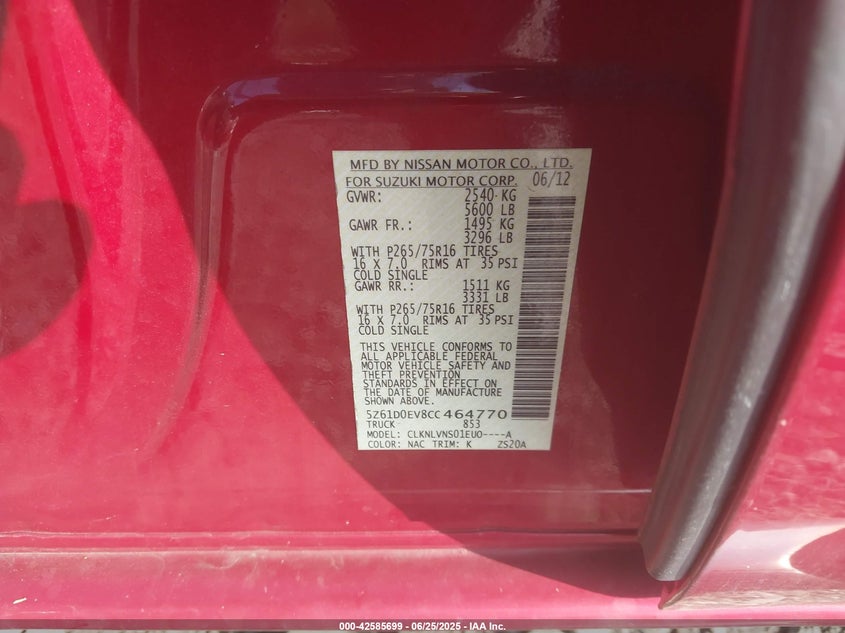 MFD BY NISSAN MOTOR CO., LTD.
FOR SUZUKI MOTOR CORP. 06/12
GVWR: 2540 KG
5600 LB
GAWR FR.: 1495 KG
3296 LB
WITH P265/75R16 TIRES
16 X 7.0 RIMS AT 35 PSI
COLD SINGLE
GAWR RR.: 1511 KG
3331 LB
WITH P265/75R16 TIRES
16 X 7.0 RIMS AT 35 PSI
COLD SINGLE
THIS VEHICLE CONFORMS TO
ALL APPLICABLE FEDERAL
MOTOR VEHICLE SAFETY AND
THEFT PREVENTION
STANDARDS IN EFFECT ON
THE DATE OF MANUFACTURE
SHOWN ABOVE.
5Z61D0EV8CC464770
TRUCK 853
MODEL: CLKNLVNS01EU0----A
COLOR: NAC TRIM: K ZS20A
000-42585699 - 06/25/2025 - IAA Inc.